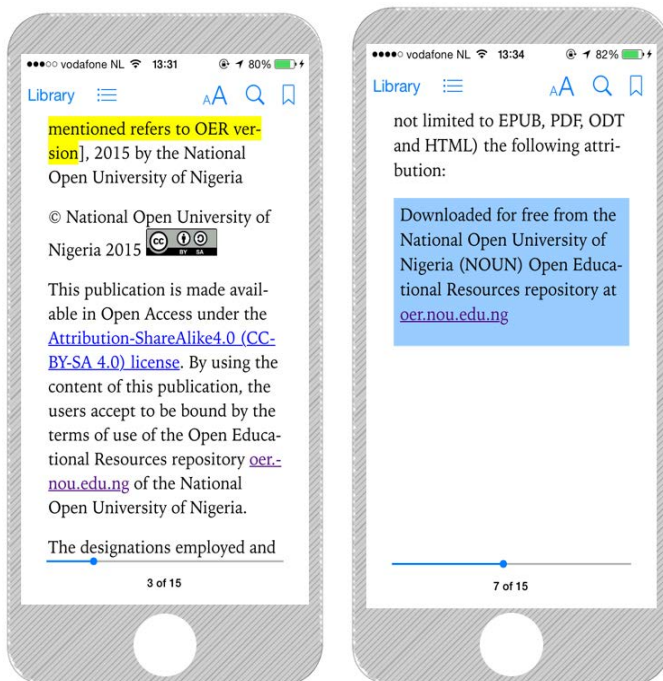 vodafone NL 13:31 80%
Library AA
mentioned refers to OER ver-
sion], 2015 by the National
Open University of Nigeria
© National Open University of
Nigeria 2015 cc BY SA
This publication is made avail-
able in Open Access under the
Attribution-ShareAlike4.0 (CC-
BY-SA 4.0) license. By using the
content of this publication, the
users accept to be bound by the
terms of use of the Open Educa-
tional Resources repository oer.-
nou.edu.ng of the National
Open University of Nigeria.
The designations employed and
3 of 15
vodafone NL 13:34 82%
Library AA
not limited to EPUB, PDF, ODT
and HTML) the following attri-
bution:
Downloaded for free from the
National Open University of
Nigeria (NOUN) Open Educa-
tional Resources repository at
oer.nou.edu.ng
7 of 15